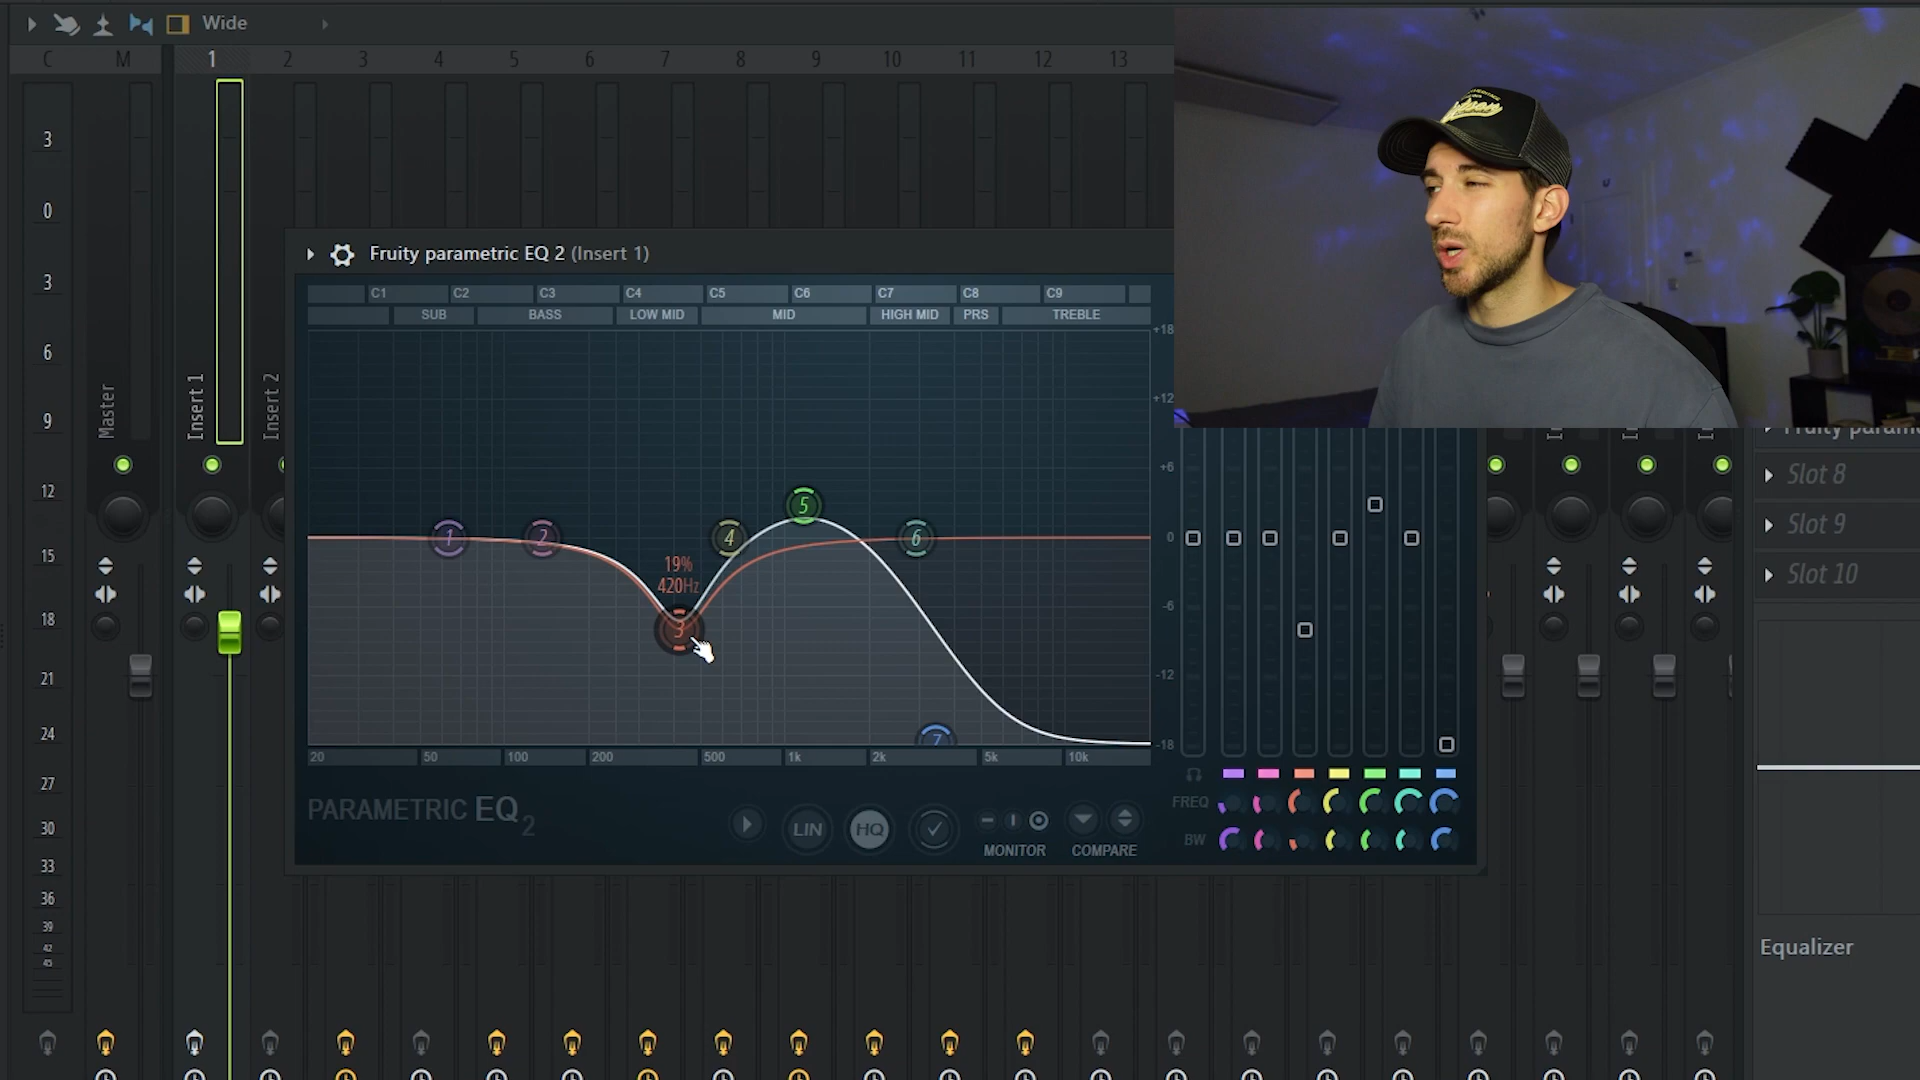 Wide
C M 1 2 3 4 5 6 7 8 9 10 11 12 13
3
0
3
6
9
12
15
18
21
24
27
30
33
36
39
42
45
Master
Insert 1
Insert 2
Fruity parametric EQ 2 (Insert 1)
C1 C2 C3 C4 C5 C6 C7 C8 C9
SUB BASS LOW MID MID HIGH MID PRS TREBLE
+18
+12
+6
0
-6
-12
-18
1 2 3 4 5 6 7
19%
420Hz
20 50 100 200 500 1k 2k 5k 10k
PARAMETRIC EQ 2
LIN HQ
MONITOR COMPARE
FREQ
BW
Slot 8
Slot 9
Slot 10
Equalizer